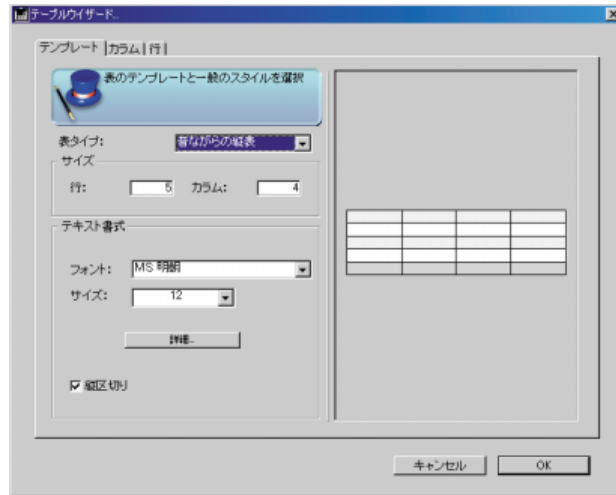 テーブルウィザード..
テンプレート | カラム | 行 |
表のテンプレートと一般のスタイルを選択
表タイプ: 昔ながらの縦表
サイズ
行: 5 カラム: 4
テキスト書式
フォント: MS 明朝
サイズ: 12
詳細..
縦区切り
キャンセル OK